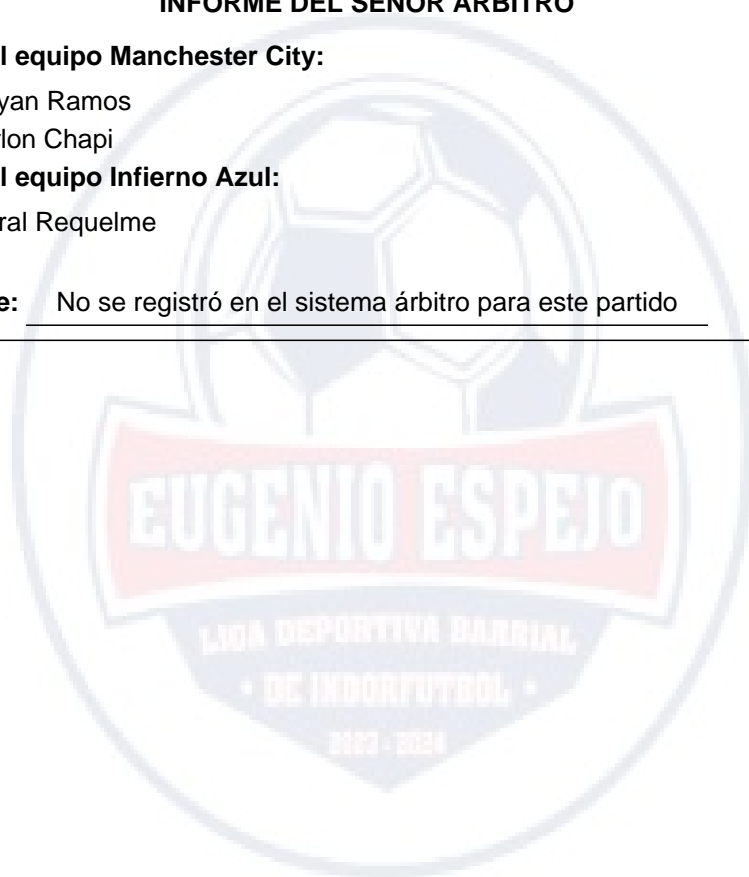 INFORME DEL SEÑOR ÁRBITRO
l equipo Manchester City:
yan Ramos
lon Chapi
l equipo Infierno Azul:
ral Requelme
e: No se registró en el sistema árbitro para este partido
EUGENIO ESPEJO
LIGA DEPORTIVA BARRIAL
• DE INDORFUTBOL •
2023 - 2024